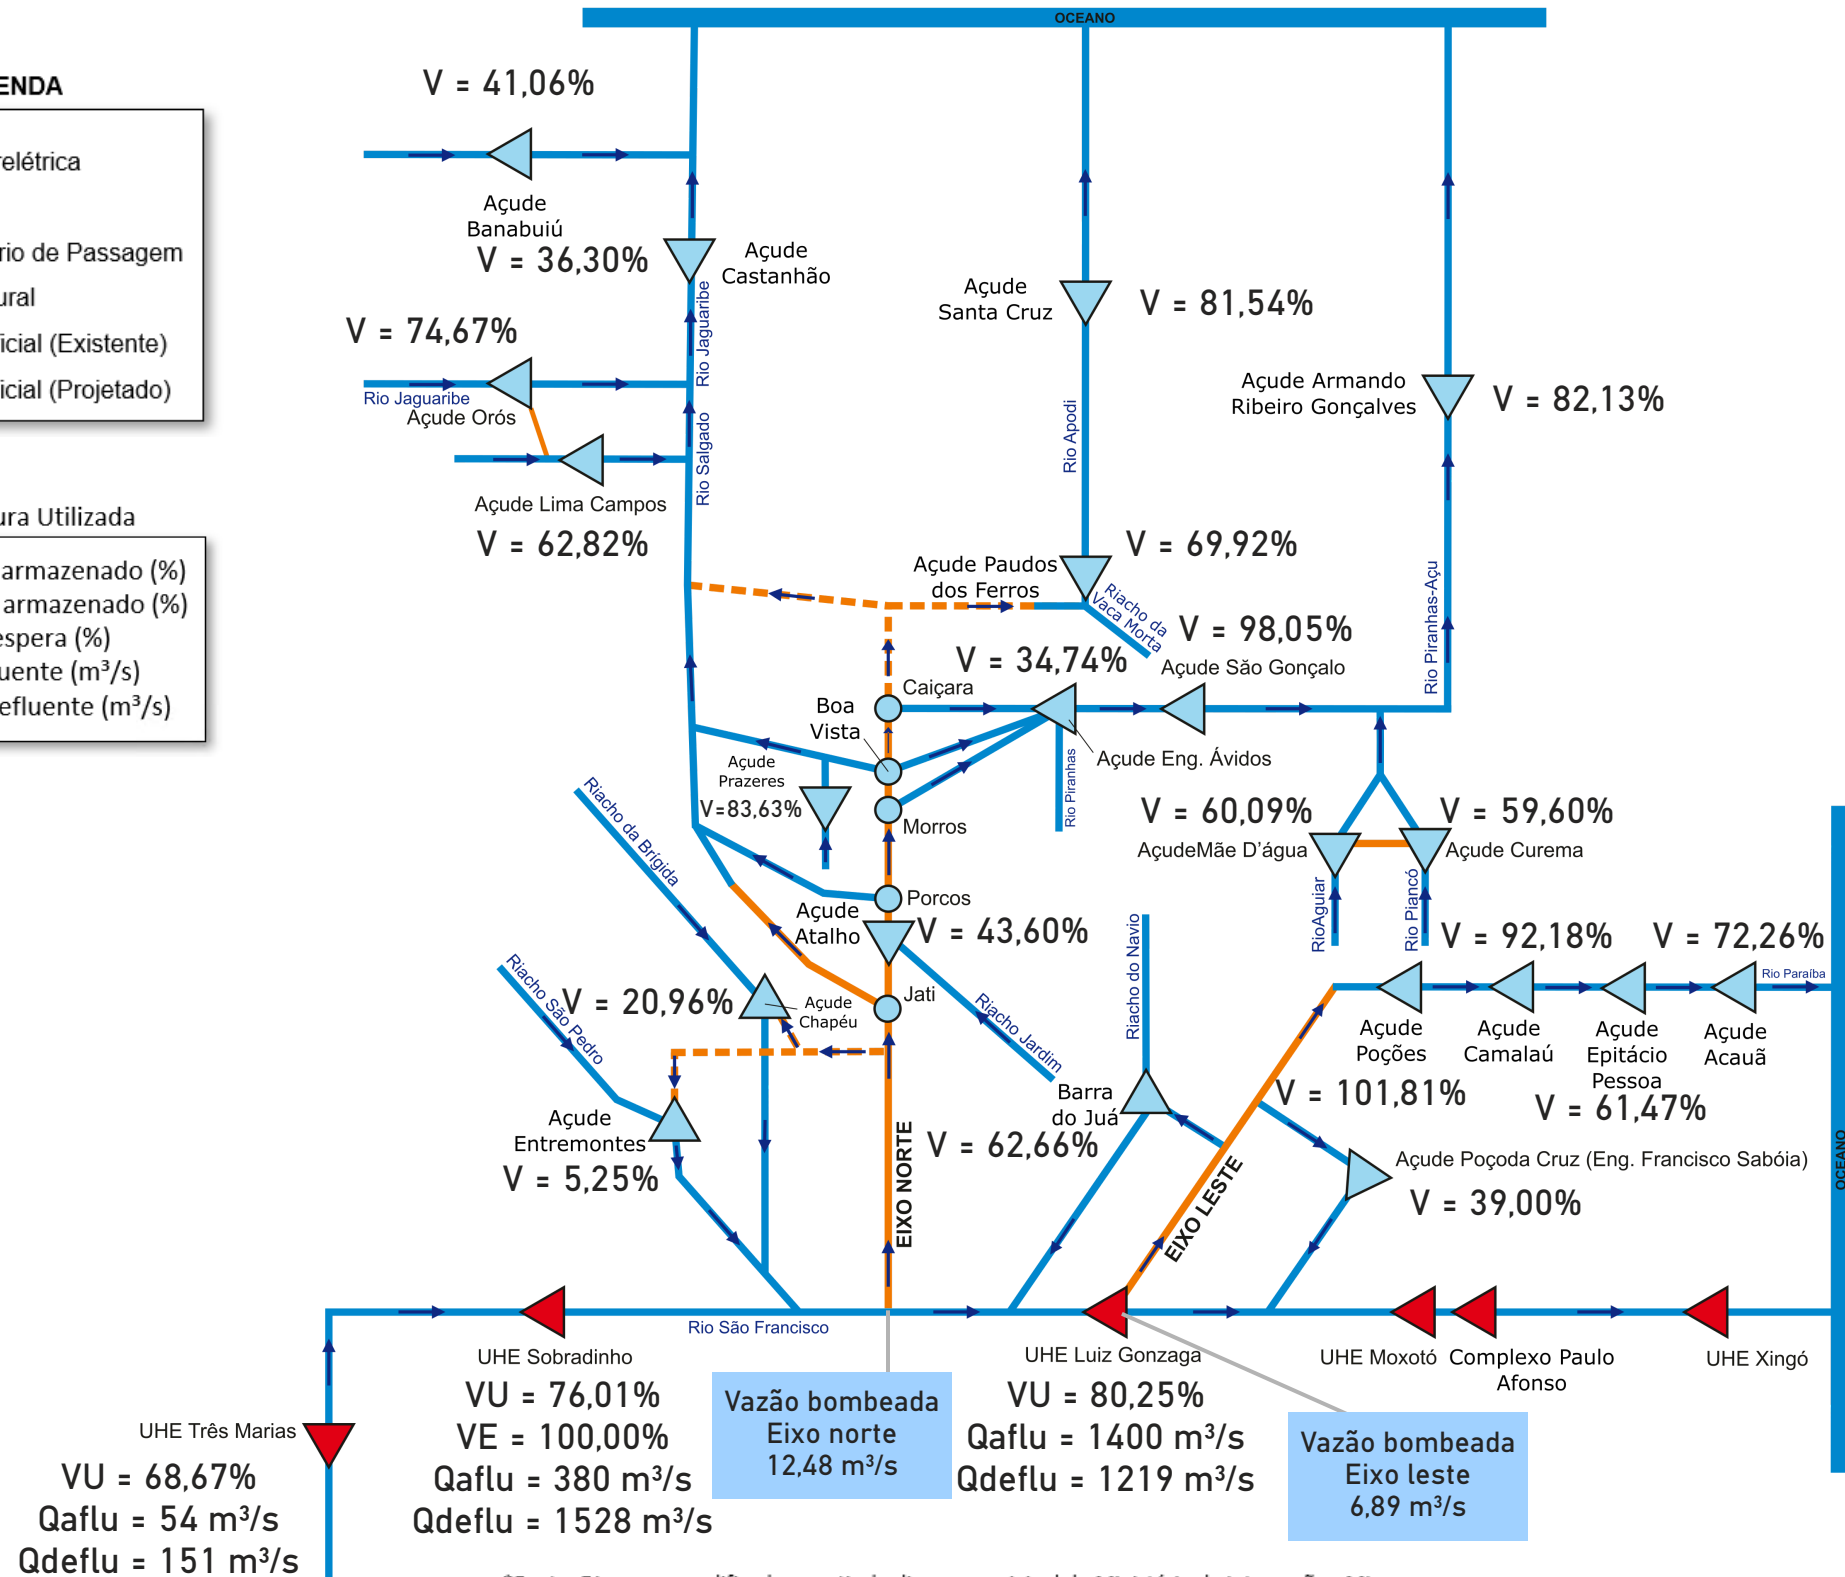 OCEANO
V = 41,06%
ENDA
relétrica
rio de Passagem
ural
ficial (Existente)
ficial (Projetado)
Açude
Banabuiú
V = 36,30%
Açude
Castanhão
Rio Jaguaribe
V = 74,67%
Rio Jaguaribe
Açude Orós
Rio Salgado
Açude Lima Campos
V = 62,82%
Açude
Santa Cruz
V = 81,54%
Açude Armando
Ribeiro Gonçalves
V = 82,13%
Rio Apodi
ura Utilizada
armazenado (%)
armazenado (%)
espera (%)
uente (m³/s)
efluente (m³/s)
Açude Paudos
dos Ferros
V = 69,92%
Riacho da
Vaca Morta
V = 98,05%
Açude São Gonçalo
V = 34,74%
Rio Piranhas-Açu
Caiçara
Boa
Vista
Açude Eng. Ávidos
Rio Piranhas
Açude
Prazeres
V=83,63%
Morros
Riacho da Brígida
V = 60,09%
AçudeMãe D'água
V = 59,60%
Açude Curema
RioAguiar
Rio Piancó
Porcos
Açude
Atalho
V = 43,60%
Riacho do Navio
V = 92,18%
V = 72,26%
Rio Paraíba
Riacho São Pedro
V = 20,96%
Açude
Chapéu
Jati
Riacho Jardim
Açude
Poções
Açude
Camalaú
Açude
Epitácio
Pessoa
Açude
Acauã
V = 101,81%
V = 61,47%
Barra
do Juá
V = 62,66%
Açude
Entremontes
V = 5,25%
EIXO NORTE
EIXO LESTE
Açude Poçoda Cruz (Eng. Francisco Sabóia)
V = 39,00%
OCEANO
Rio São Francisco
UHE Sobradinho
VU = 76,01%
VE = 100,00%
Qaflu = 380 m³/s
Qdeflu = 1528 m³/s
Vazão bombeada
Eixo norte
12,48 m³/s
UHE Luiz Gonzaga
VU = 80,25%
Qaflu = 1400 m³/s
Qdeflu = 1219 m³/s
Vazão bombeada
Eixo leste
6,89 m³/s
UHE Moxotó
Complexo Paulo
Afonso
UHE Xingó
UHE Três Marias
VU = 68,67%
Qaflu = 54 m³/s
Qdeflu = 151 m³/s